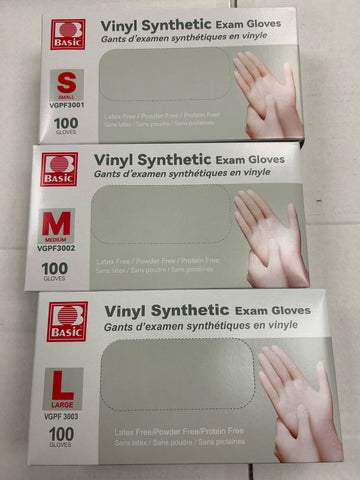 BASIC
Vinyl Synthetic Exam Gloves
Gants d'examen synthétiques en vinyle
S
SMALL
VGPF3001
100
GLOVES
Latex Free / Powder Free / Protein Free
Sans latex / Sans poudre / Sans protéines
BASIC
Vinyl Synthetic Exam Gloves
Gants d'examen synthétiques en vinyle
M
MEDIUM
VGPF3002
100
GLOVES
Latex Free / Powder Free / Protein Free
Sans latex / Sans poudre / Sans protéines
BASIC
Vinyl Synthetic Exam Gloves
Gants d'examen synthétiques en vinyle
L
LARGE
VGPF 3003
100
GLOVES
Latex Free/Powder Free/Protein Free
Sans latex / Sans poudre / Sans protéines